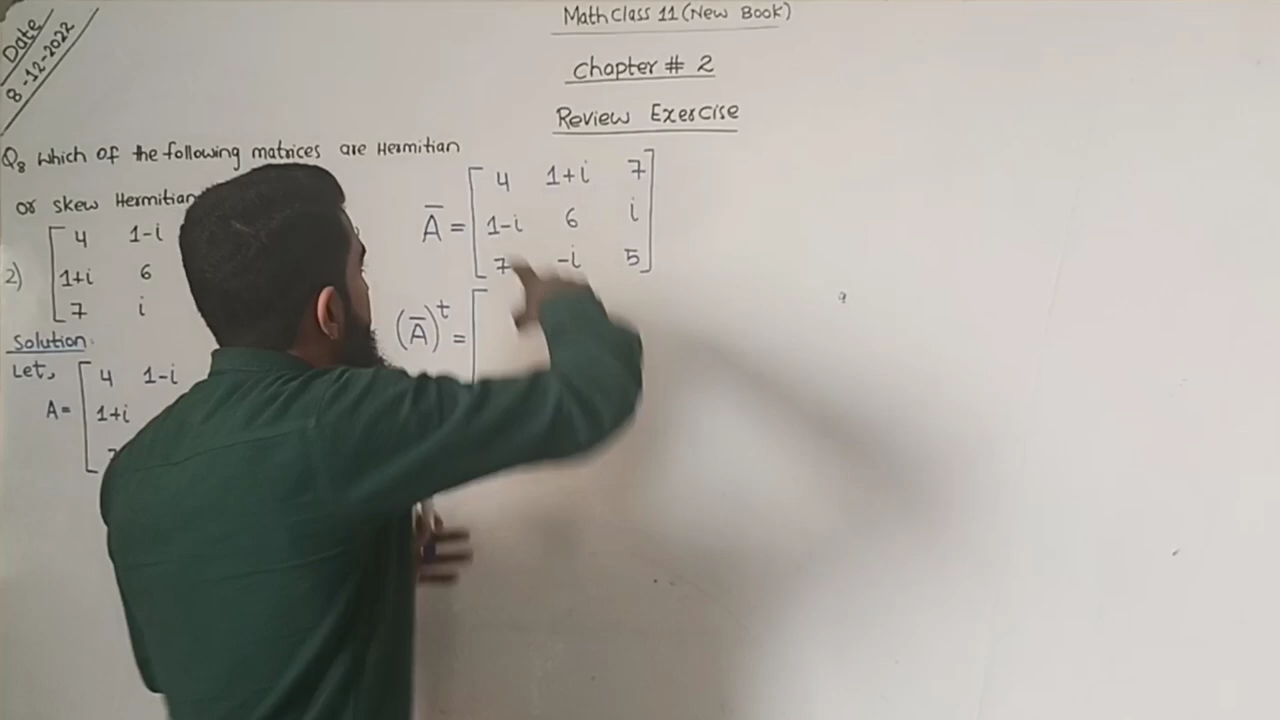 Date
8-12-2022
Math Class 11 (New Book)
Chapter # 2
Review Exercise
Q8 Which of the following matrices are Hermitian
or skew Hermitian
2) [ 4 1-i
1+i 6
7 i
Solution:
Let,
A = [ 4 1-i
1+i
A̅ = [ 4 1+i 7 ]
1-i 6 i
7 -i 5
(A̅)ᵗ = [